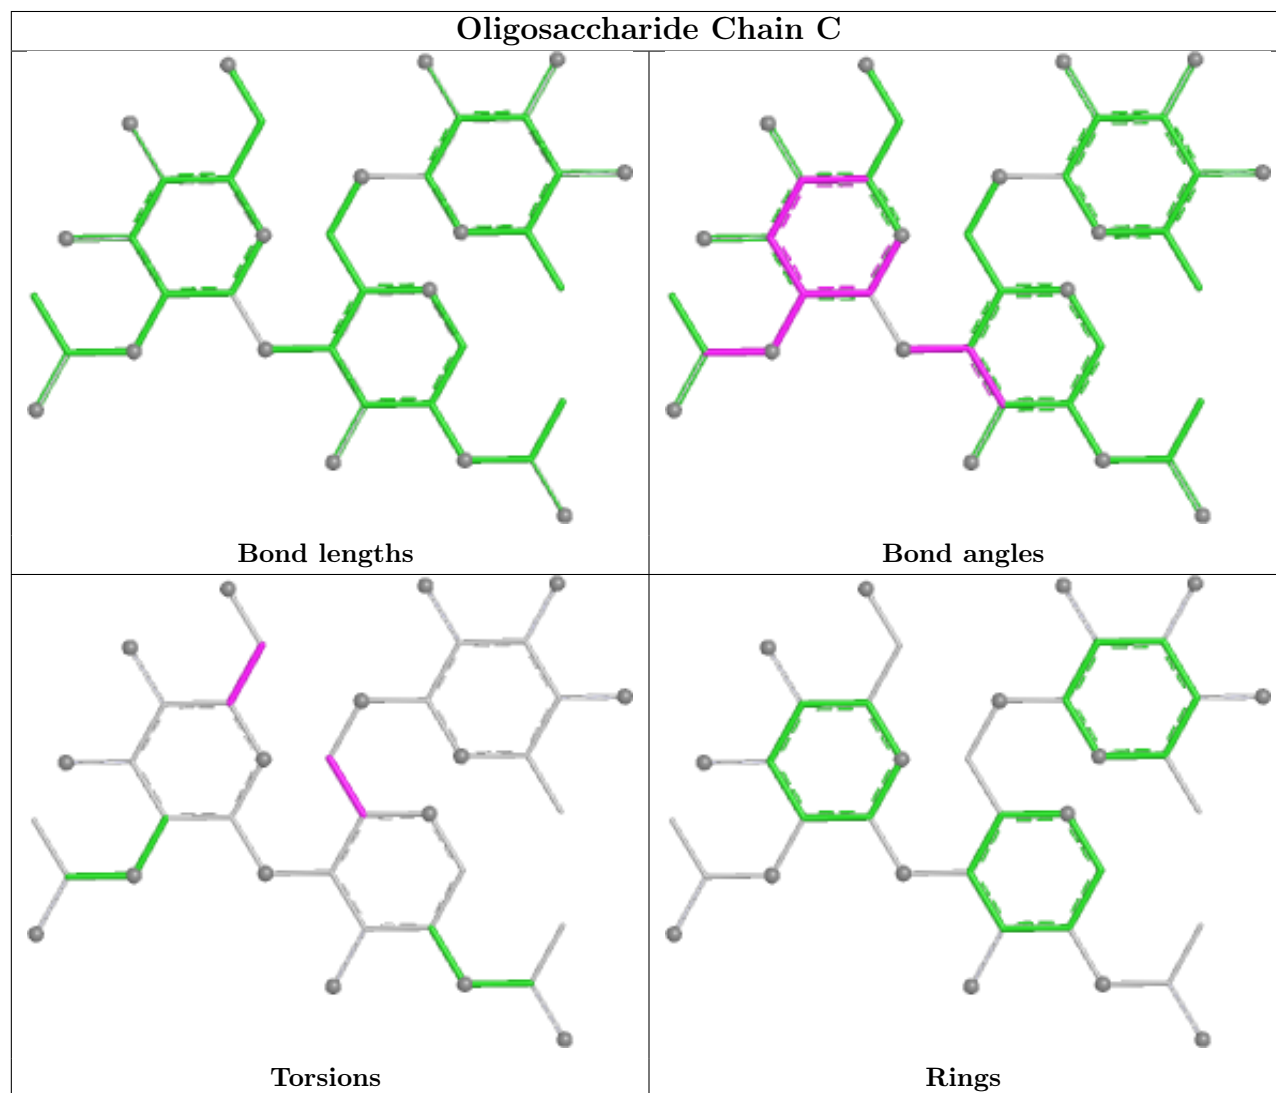 Oligosaccharide Chain C
Bond lengths
Bond angles
Torsions
Rings